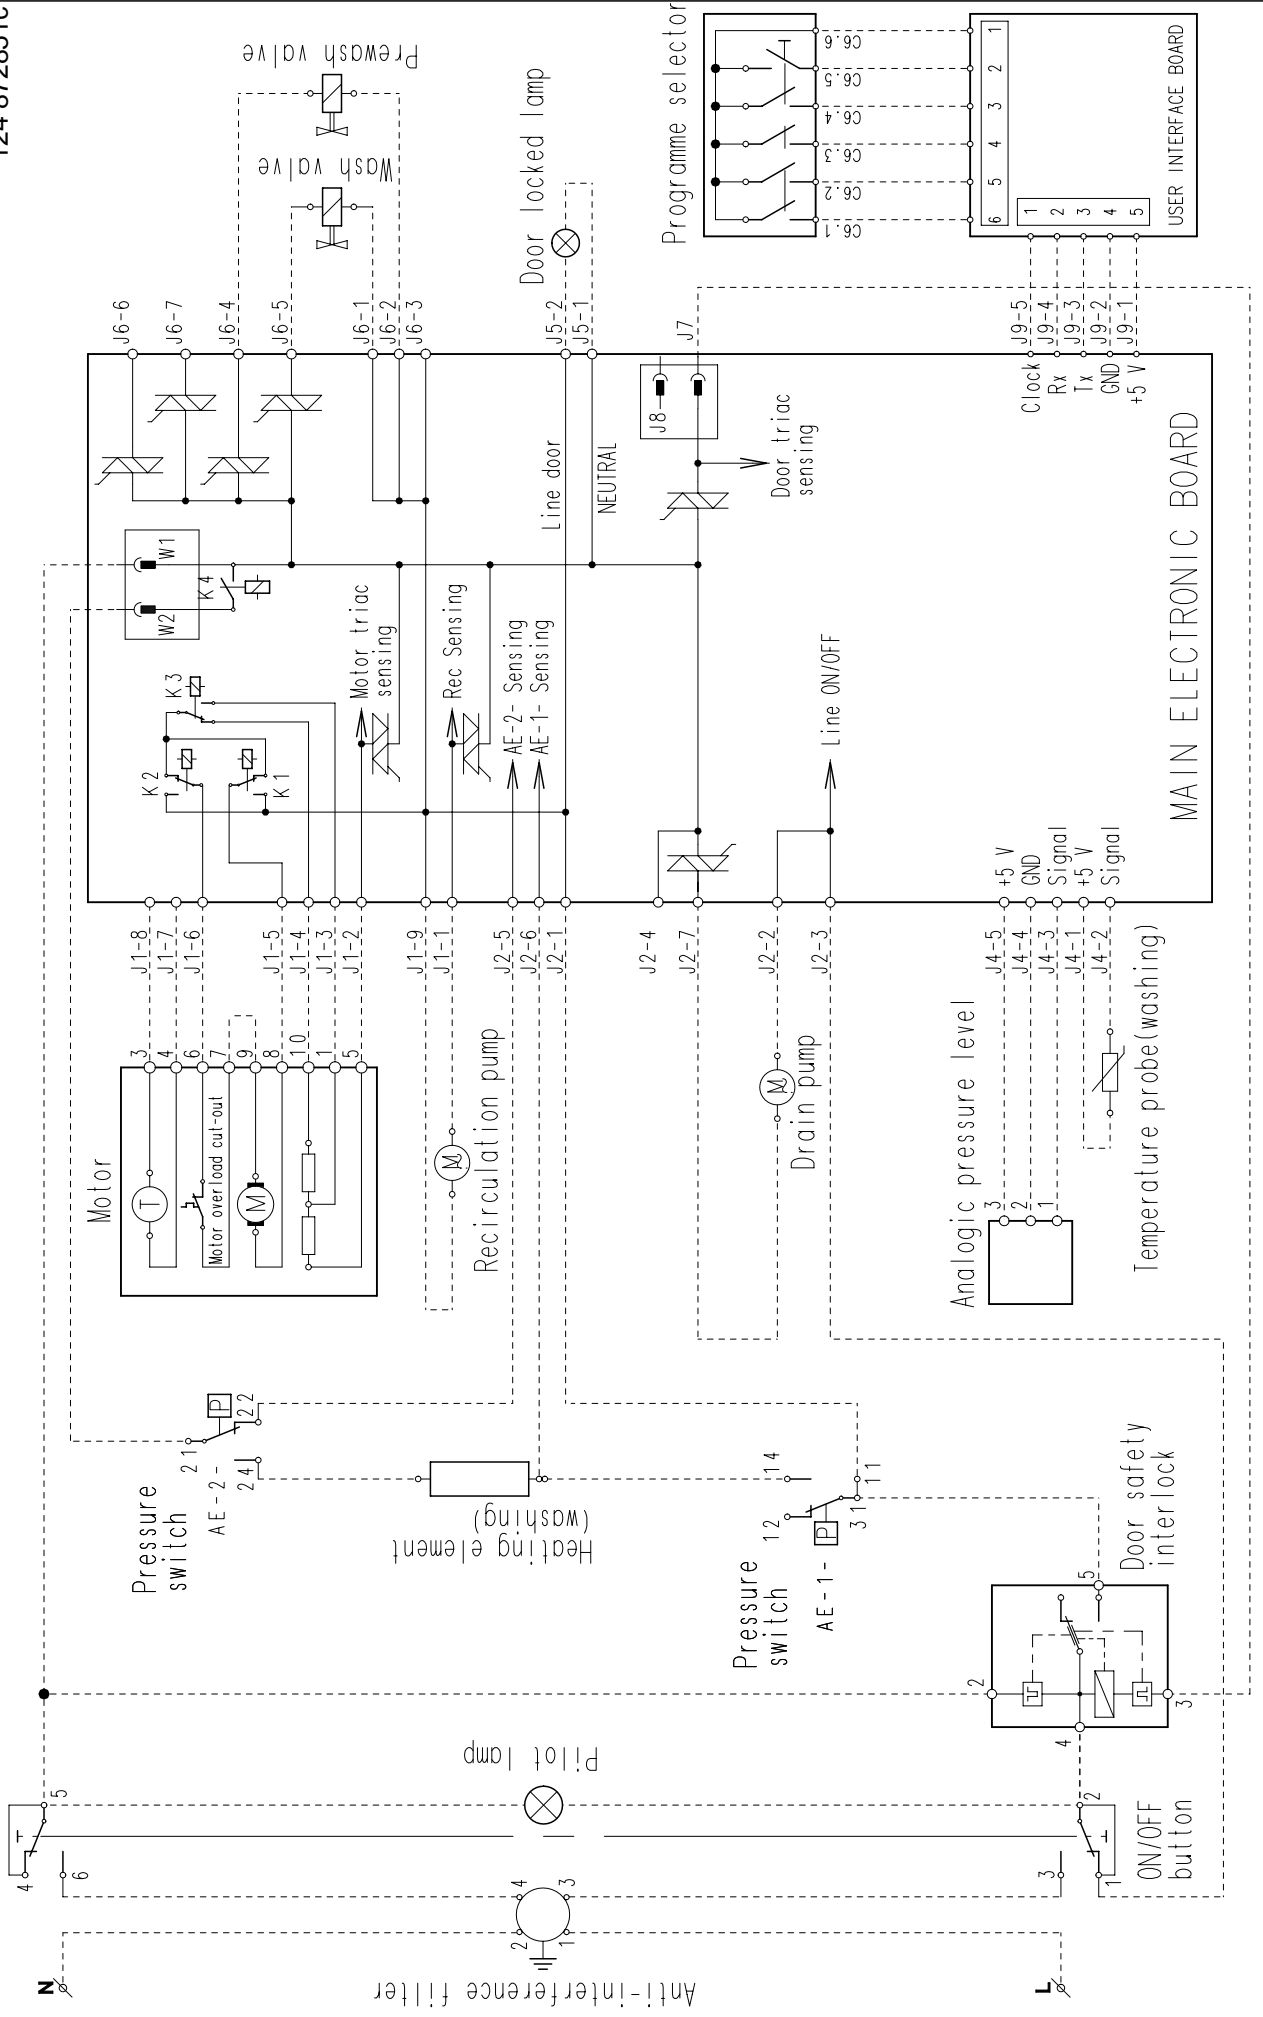 Prewash valve
Wash valve
Door locked lamp
Programme selector
C6.6
C6.5
C6.4
C6.3
C6.2
C6.1
1
2
3
4
5
6
1
2
3
4
5
USER INTERFACE BOARD
J6-6
J6-7
J6-4
J6-5
J6-1
J6-2
J6-3
J5-2
J5-1
J7
J9-5
J9-4
J9-3
J9-2
J9-1
Clock
Rx
Tx
GND
+5 V
J8
Door triac
sensing
Line door
NEUTRAL
W1
W2
K 4
K 3
K 2
K 1
Motor triac
sensing
Rec Sensing
AE-2- Sensing
AE-1- Sensing
Line ON/OFF
MAIN ELECTRONIC BOARD
+5 V
GND
Signal
+5 V
Signal
J1-8
J1-7
J1-6
J1-5
J1-4
J1-3
J1-2
J1-9
J1-1
J2-5
J2-6
J2-1
J2-4
J2-7
J2-2
J2-3
J4-5
J4-4
J4-3
J4-1
J4-2
Motor
3
4
6
7
9
8
10
1
5
T
Motor overload cut-out
M
M
Recirculation pump
M
Drain pump
Analogic pressure level
3
2
1
Temperature probe(washing)
Pressure
switch
AE-2-
21
22
24
P
Heating element
(washing)
Pressure
switch
AE-1-
12
14
11
31
P
Door safety
interlock
2
5
4
3
Pilot lamp
5
4
6
2
3
1
ON/OFF
button
4
3
2
1
Anti-interference filter
N
L